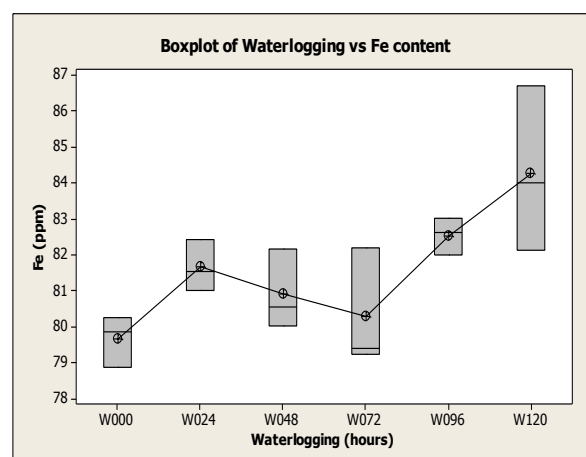 Boxplot of Waterlogging vs Fe content
87
86
85
84
83
82
81
80
79
78
Fe (ppm)
W000 W024 W048 W072 W096 W120
Waterlogging (hours)